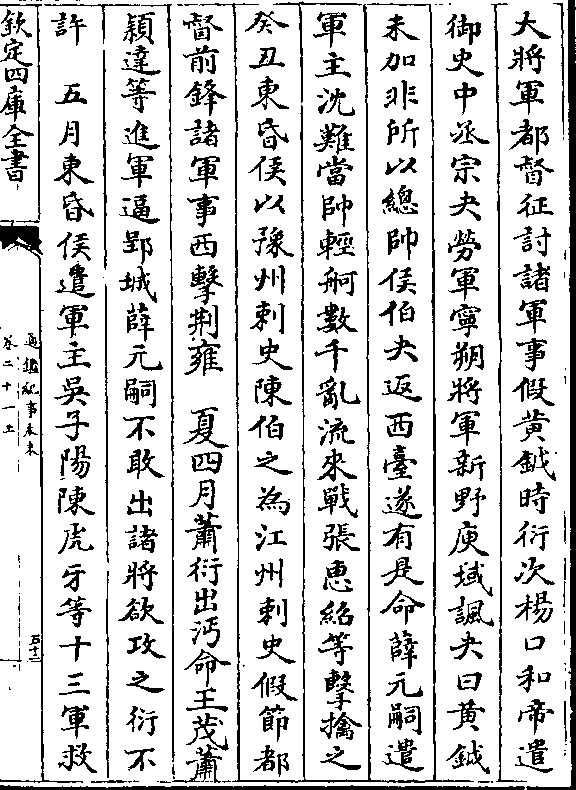 大將軍都督征討諸軍事假黃鉞時衍次楊口和帝遣
御史中丞宗夬勞軍寧朔將軍新野庾域諷夬曰黃鉞
未加非所以總帥侯伯夬返西臺遂有是命薛元嗣遣
軍主沈難當帥輕舸數千亂流來戰張惠紹等擊擒之
癸丑東昏侯以豫州刺史陳伯之為江州刺史假節都
督前鋒諸軍事西擊荆雍　夏四月蕭衍出沔命王茂蕭
穎達等進軍逼郢城薛元嗣不敢出諸將欲攻之衍不
許　五月東昏侯遣軍主吳子陽陳虎牙等十三軍救
欽定四庫全書
通鑑紀事本末
卷二十一上
五十二